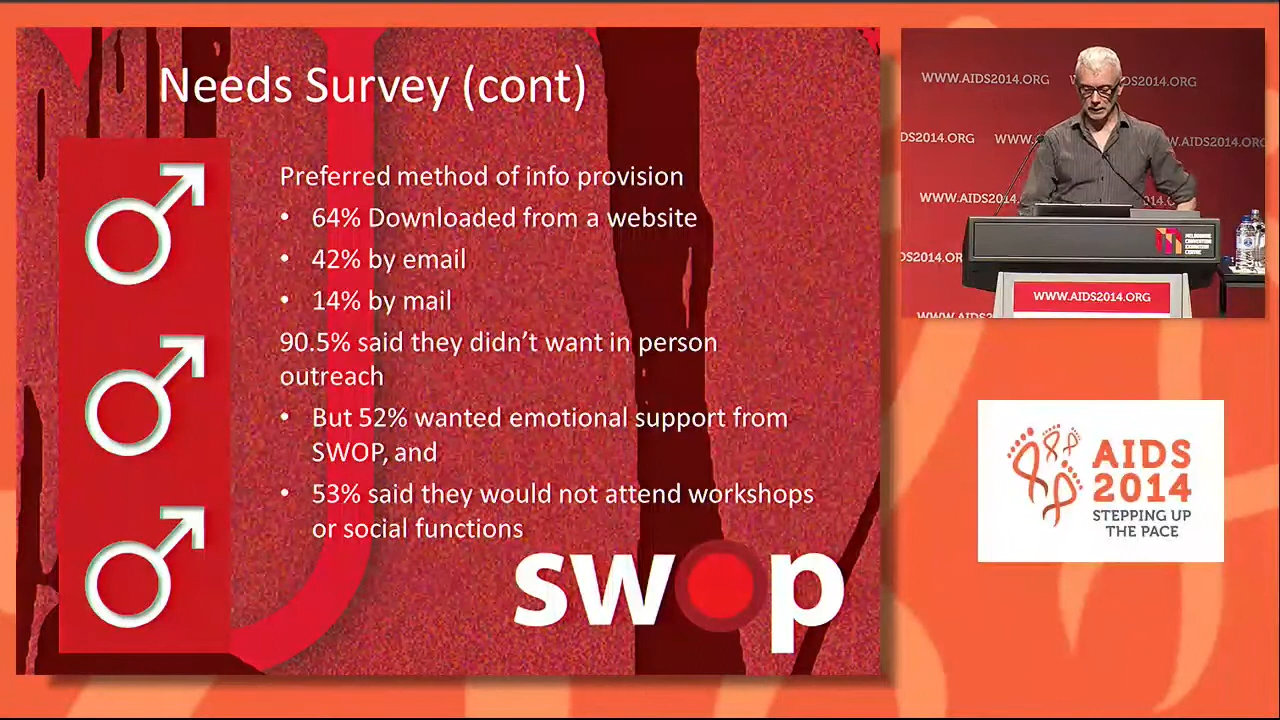 Needs Survey (cont)
Preferred method of info provision
• 64% Downloaded from a website
• 42% by email
• 14% by mail
90.5% said they didn't want in person
outreach
• But 52% wanted emotional support from
SWOP, and
• 53% said they would not attend workshops
or social functions
swop
WWW.AIDS2014.ORG
DS2014.ORG
WWW.AIDS2014.ORG
AIDS
2014
STEPPING UP
THE PACE